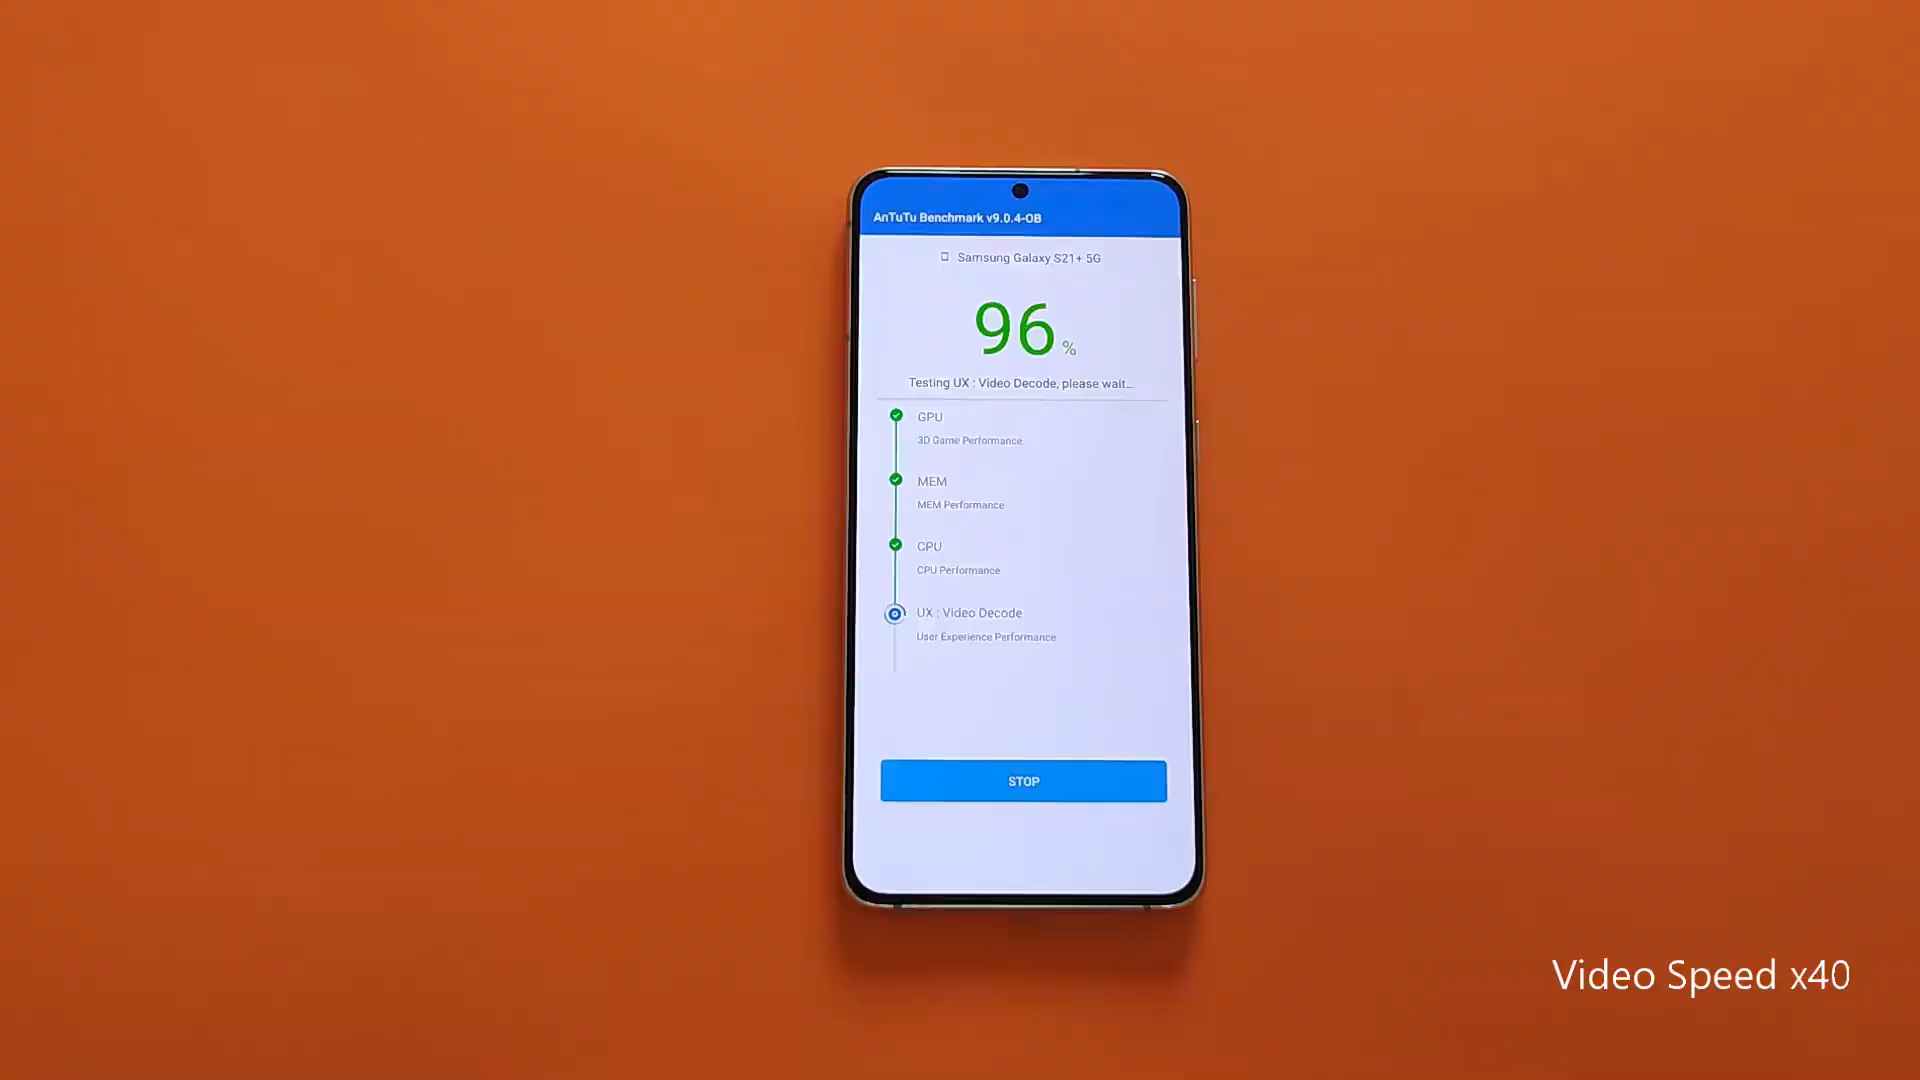 AnTuTu Benchmark v9.0.4-OB
Samsung Galaxy S21+ 5G
96 %
Testing UX : Video Decode, please wait...
GPU
3D Game Performance
MEM
MEM Performance
CPU
CPU Performance
UX : Video Decode
User Experience Performance
STOP
Video Speed x40